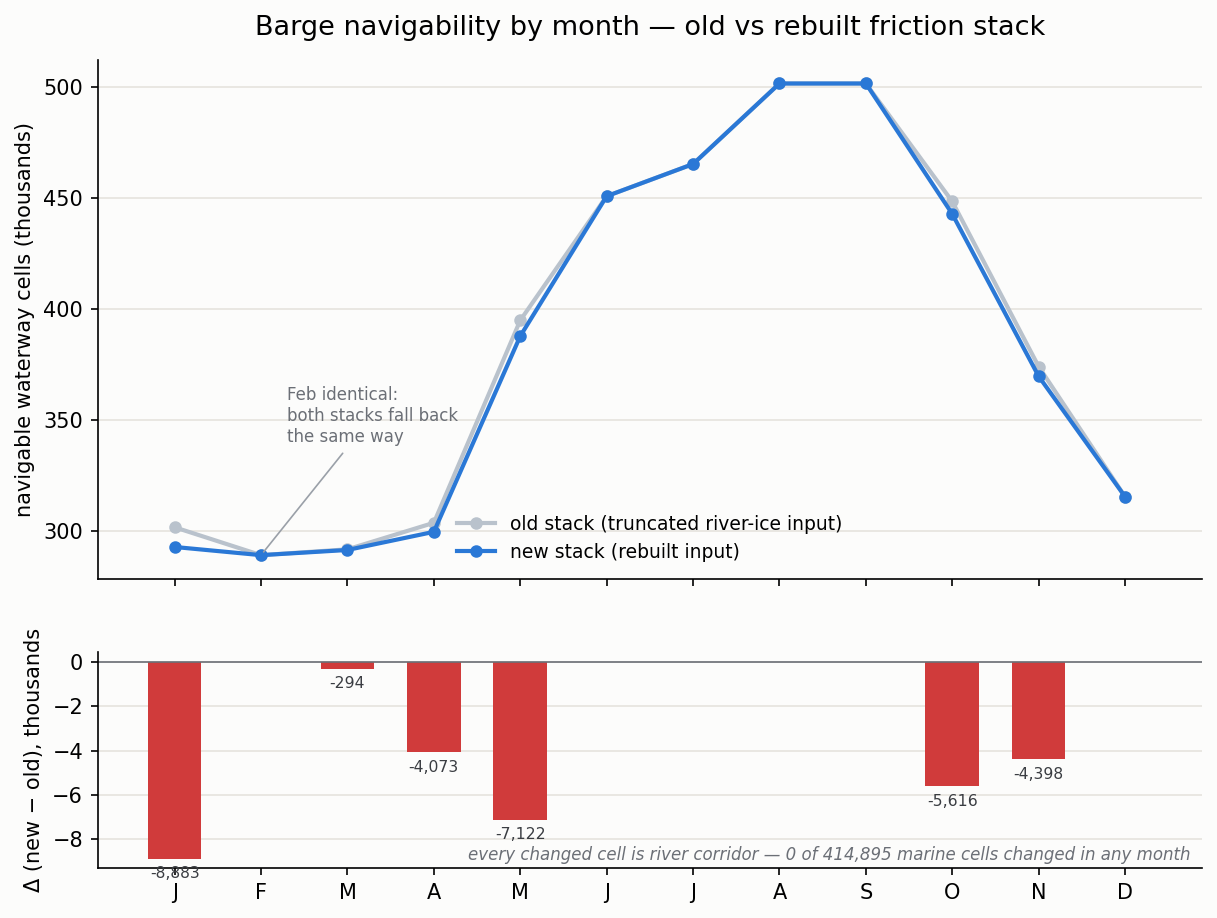 Barge navigability by month — old vs rebuilt friction stack
navigable waterway cells (thousands)
500
450
400
350
300
Feb identical:
both stacks fall back
the same way
old stack (truncated river-ice input)
new stack (rebuilt input)
Δ (new − old), thousands
0
−2
−4
−6
−8
-8,883
-294
-4,073
-7,122
-5,616
-4,398
every changed cell is river corridor — 0 of 414,895 marine cells changed in any month
J F M A M J J A S O N D